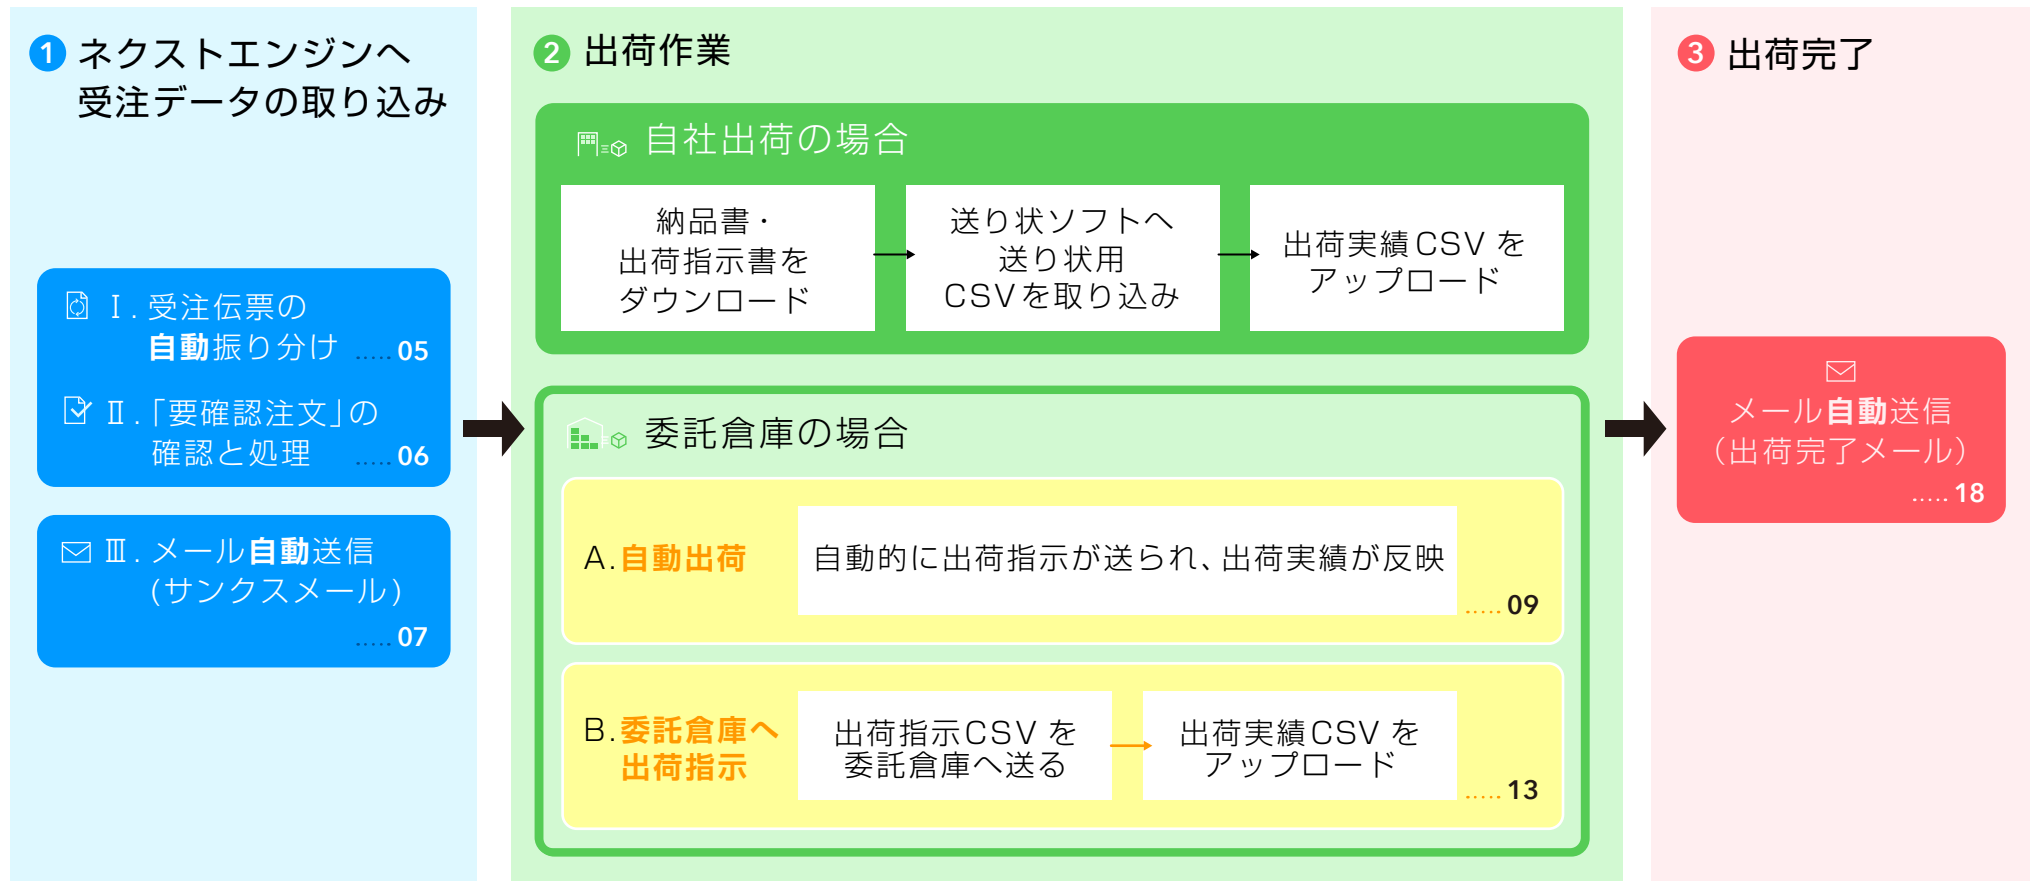 1 ネクストエンジンへ
受注データの取り込み
Ⅰ. 受注伝票の
自動振り分け ..... 05
Ⅱ.「要確認注文」の
確認と処理 ..... 06
Ⅲ. メール自動送信
(サンクスメール)
..... 07
2 出荷作業
自社出荷の場合
納品書・
出荷指示書を
ダウンロード
送り状ソフトへ
送り状用
CSVを取り込み
出荷実績CSV を
アップロード
委託倉庫の場合
A. 自動出荷
自動的に出荷指示が送られ、出荷実績が反映
..... 09
B. 委託倉庫へ
出荷指示
出荷指示CSV を
委託倉庫へ送る
出荷実績CSV を
アップロード
..... 13
3 出荷完了
メール自動送信
(出荷完了メール)
..... 18